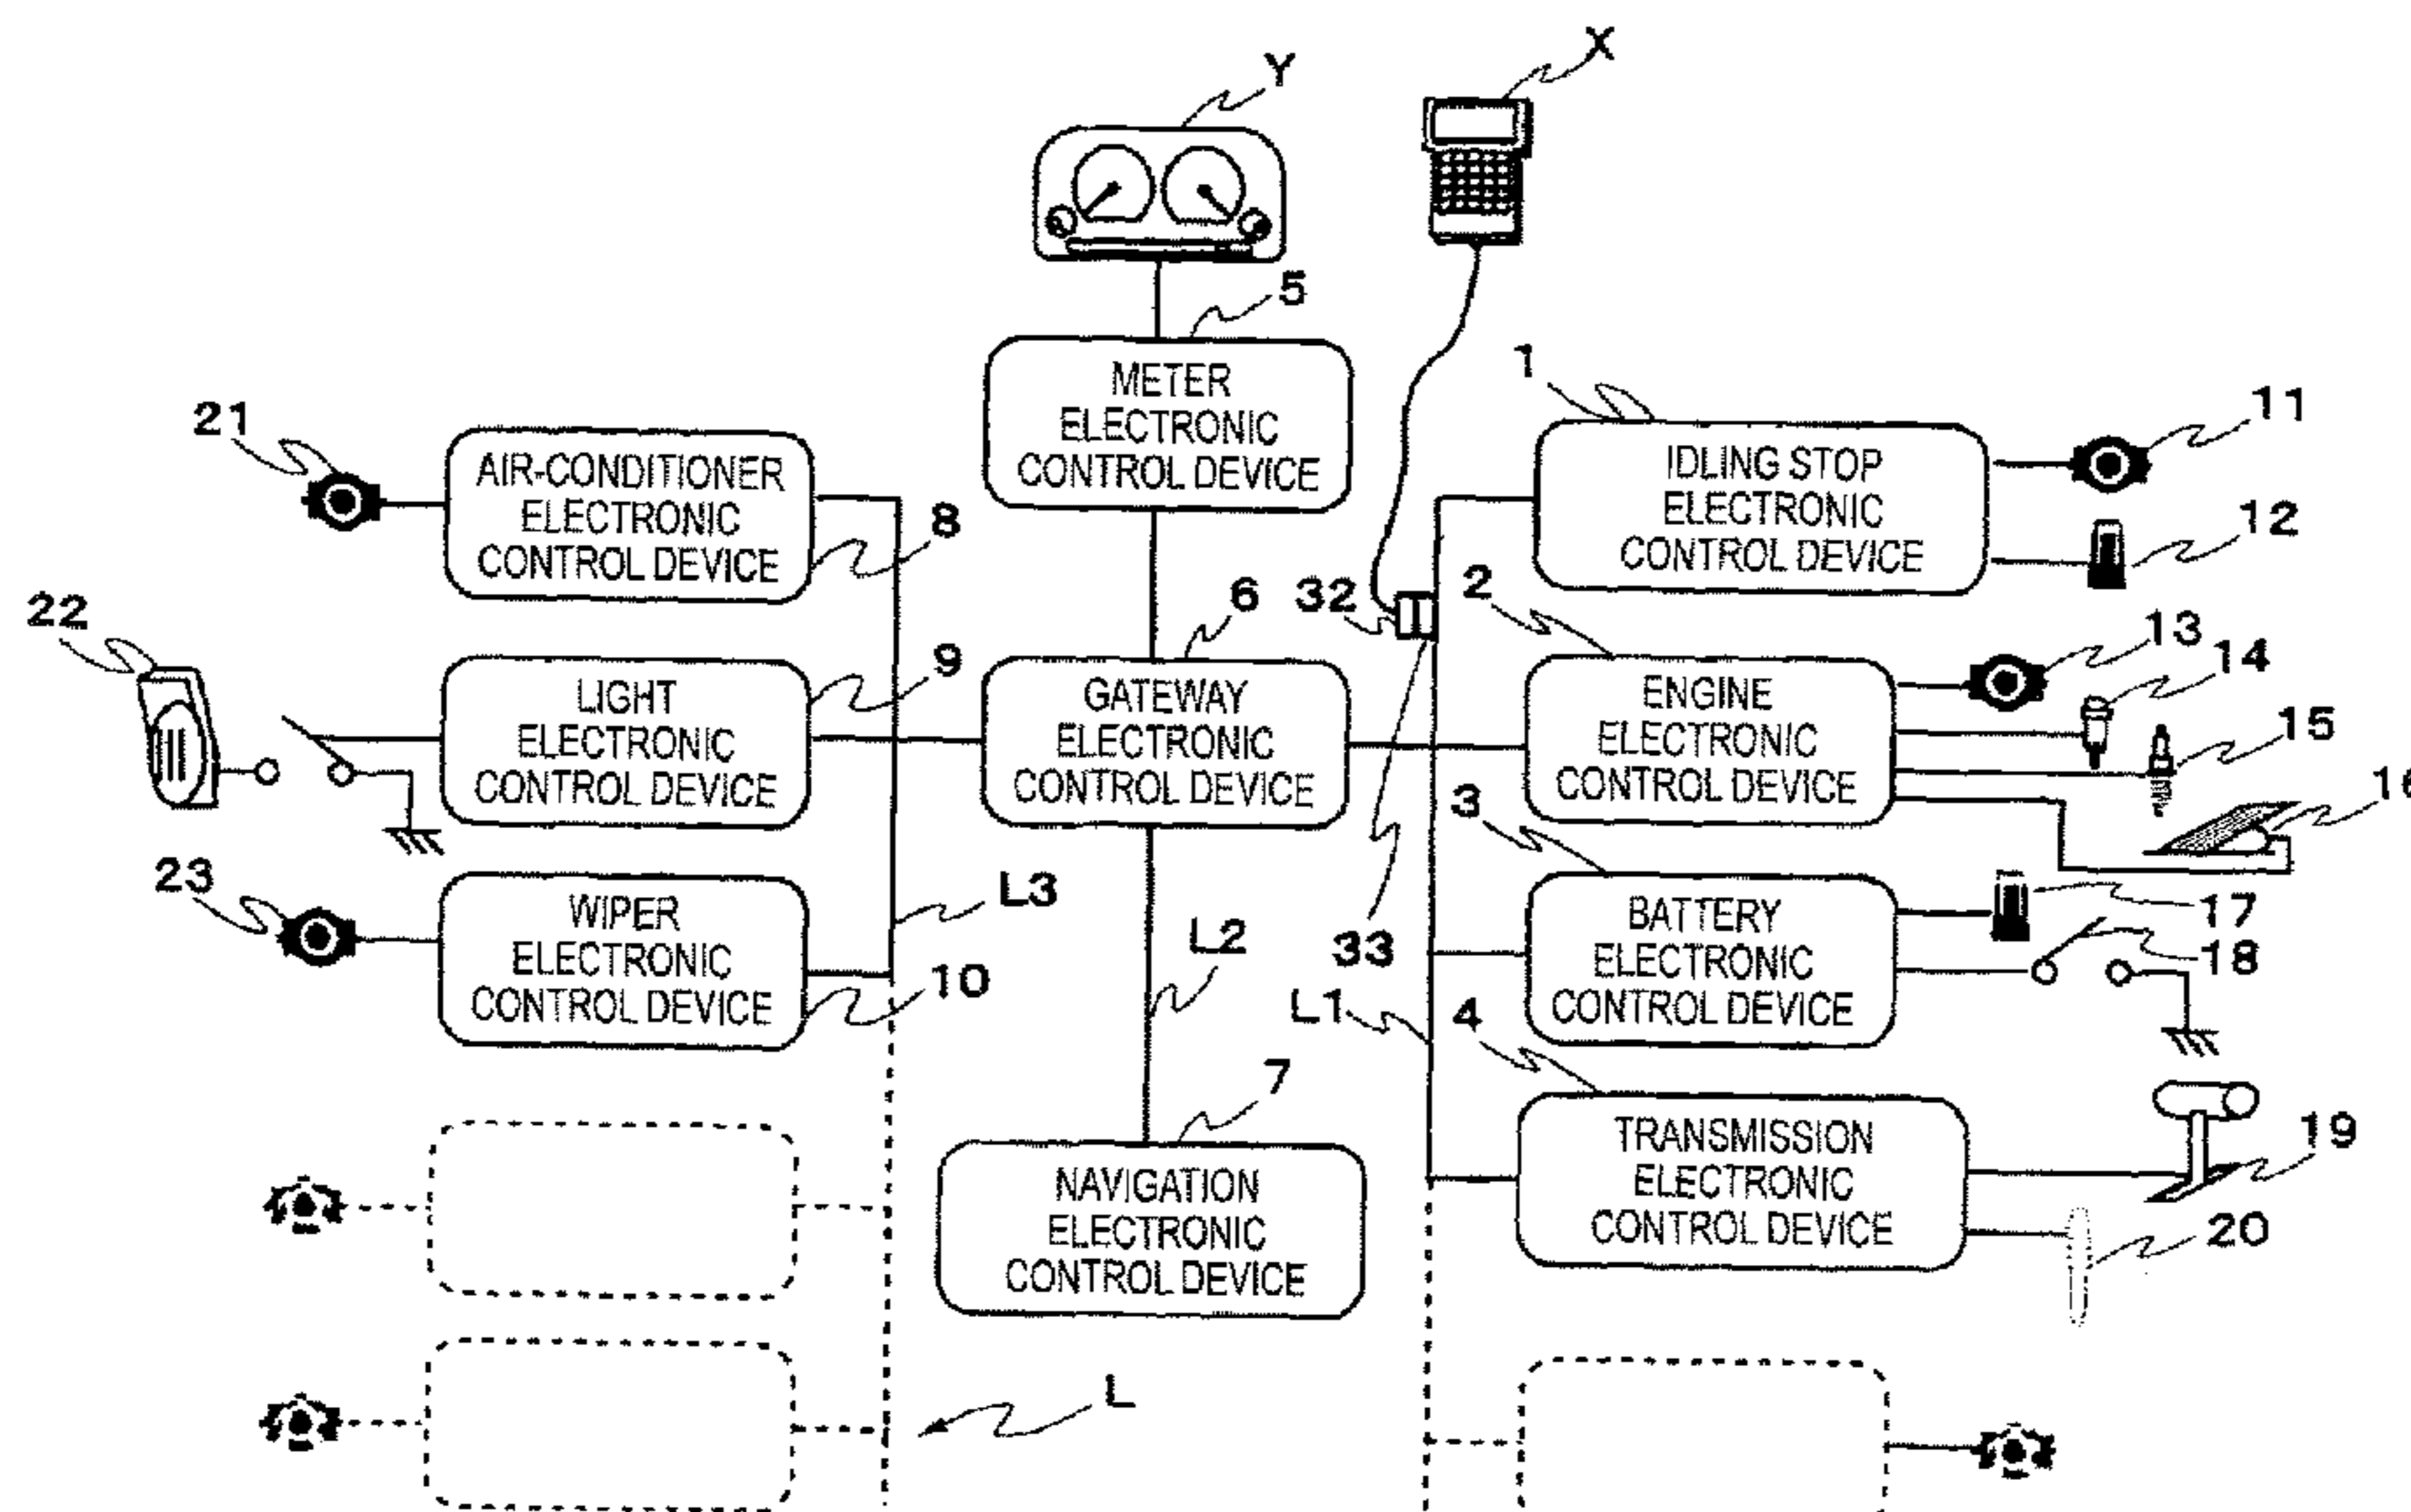 Y
X
5
METER
ELECTRONIC
CONTROL DEVICE
1
11
21
AIR-CONDITIONER
ELECTRONIC
CONTROL DEVICE
8
IDLING STOP
ELECTRONIC
CONTROL DEVICE
12
22
9
LIGHT
ELECTRONIC
CONTROL DEVICE
6
GATEWAY
ELECTRONIC
CONTROL DEVICE
32
2
ENGINE
ELECTRONIC
CONTROL DEVICE
13
14
15
16
23
WIPER
ELECTRONIC
CONTROL DEVICE
10
L3
L2
33
3
BATTERY
ELECTRONIC
CONTROL DEVICE
17
18
L1
4
7
NAVIGATION
ELECTRONIC
CONTROL DEVICE
TRANSMISSION
ELECTRONIC
CONTROL DEVICE
19
20
L